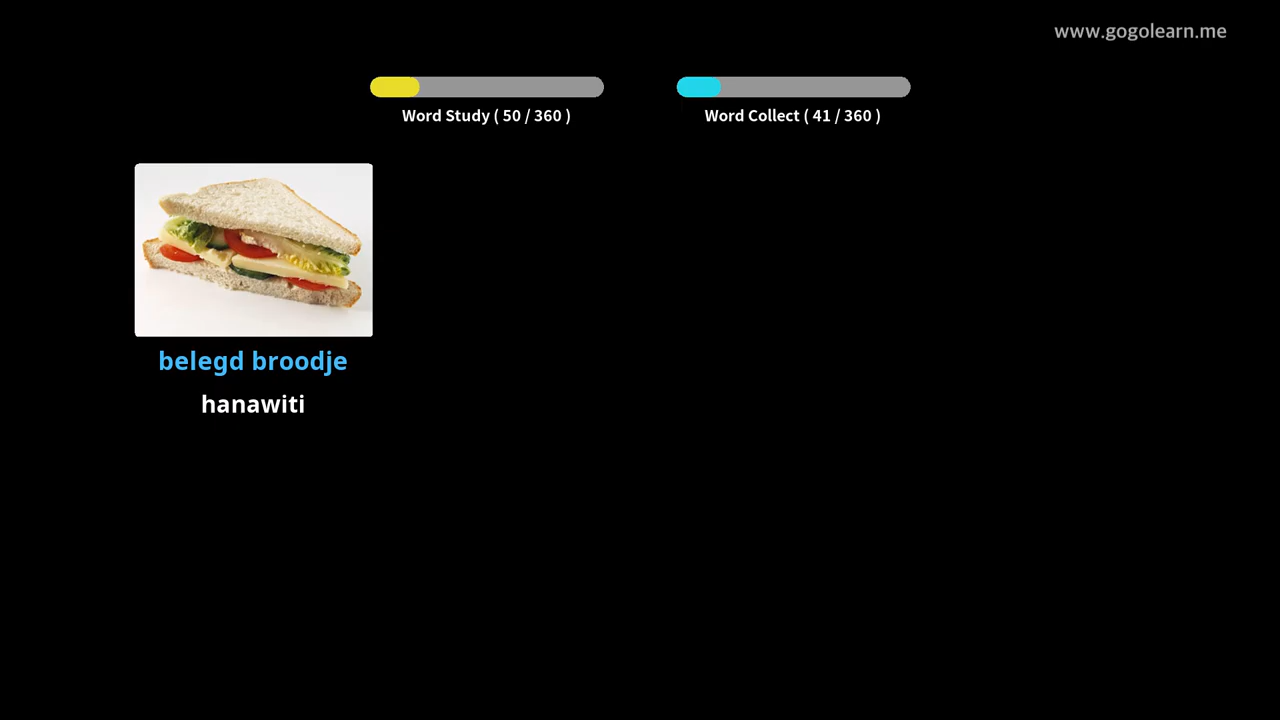 www.gogolearn.me
Word Study ( 50 / 360 )
Word Collect ( 41 / 360 )
belegd broodje
hanawiti